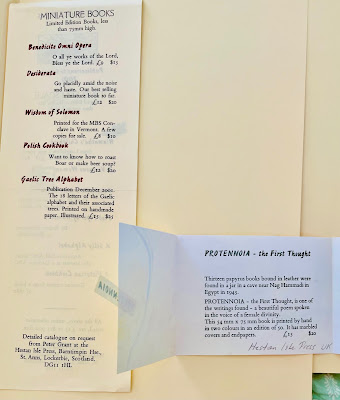 MINIATURE BOOKS
Limited Edition Books, less
than 75mm high.
Benedicite Omni Opera
O all ye works of the Lord,
Bless ye the Lord. £9 $15
Desiderata
Go placidly amid the noise
and haste. Our best selling
miniature book to far.
£12 $20
Wisdom of Solomon
Printed for the MBS Con-
clave in Vermont. A few
copies for sale. £6 $10
Polish Cookbook
Want to know how to roast
Boar or make beer soup?
£12 $20
Gaelic Tree Alphabet
Publication December 2001.
The 18 letters of the Gaelic
alphabet and their associated
trees. Printed on handmade
paper. Illustrated. £15 $25
Detailed catalogue on request
from Peter Grant at the
Hestan Isle Press, Barnsimpin Hse,
St. Anns, Lockerbie, Scotland.
DG11 1HL
PROTENNOIA - the First Thought
Thirteen papyrus books bound in leather were
found in a jar in a cave near Nag Hammadi in
Egypt in 1945.
PROTENNOIA - the First Thought, is one of
the writings found - a beautiful poem spoken
in the voice of a female divinity.
This 54 mm x 75 mm book is printed by hand
in two colours in an edition of 50. It has marbled
covers and endpapers. £15 $20
Hestan Isle Press UK